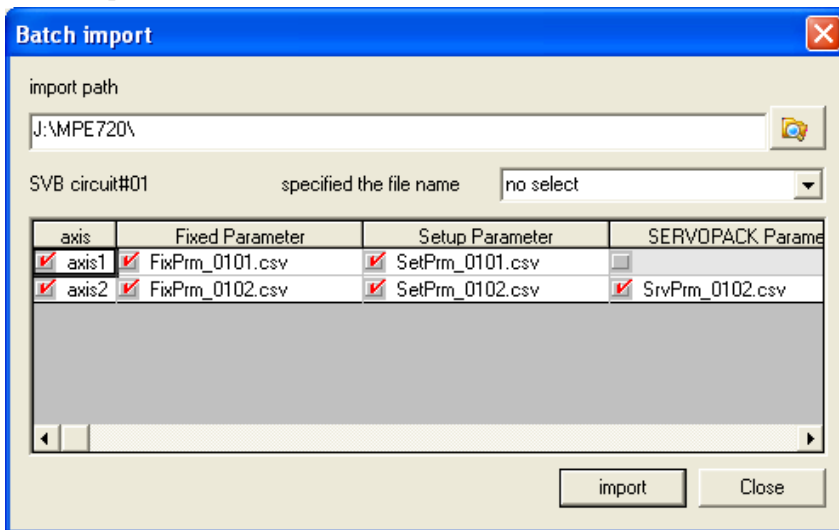 Batch import
import path
J:\MPE720\
SVB circuit#01 specified the file name no select
axis Fixed Parameter Setup Parameter SERVOPACK Parame
axis1 FixPrm_0101.csv SetPrm_0101.csv
axis2 FixPrm_0102.csv SetPrm_0102.csv SrvPrm_0102.csv
import Close